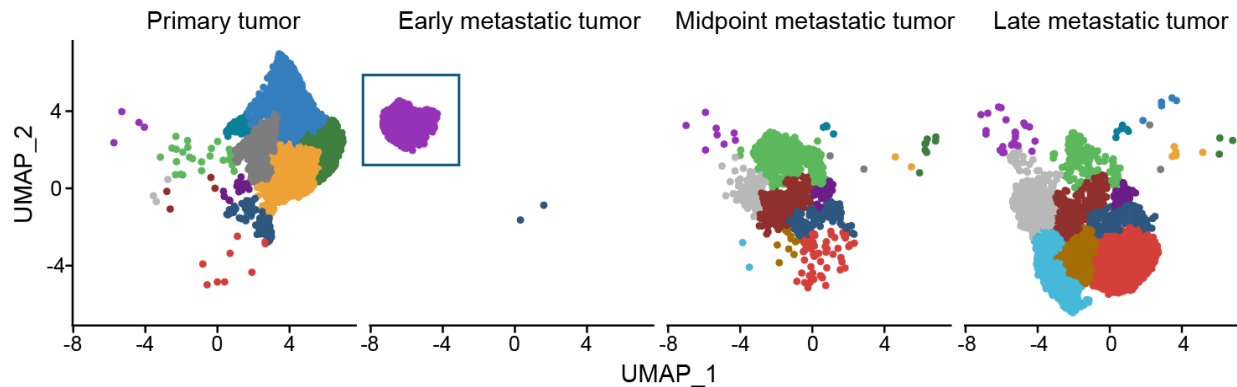 Primary tumor
Early metastatic tumor
Midpoint metastatic tumor
Late metastatic tumor
UMAP_2
4
0
-4
-8 -4 0 4
-8 -4 0 4
-8 -4 0 4
-8 -4 0 4
UMAP_1